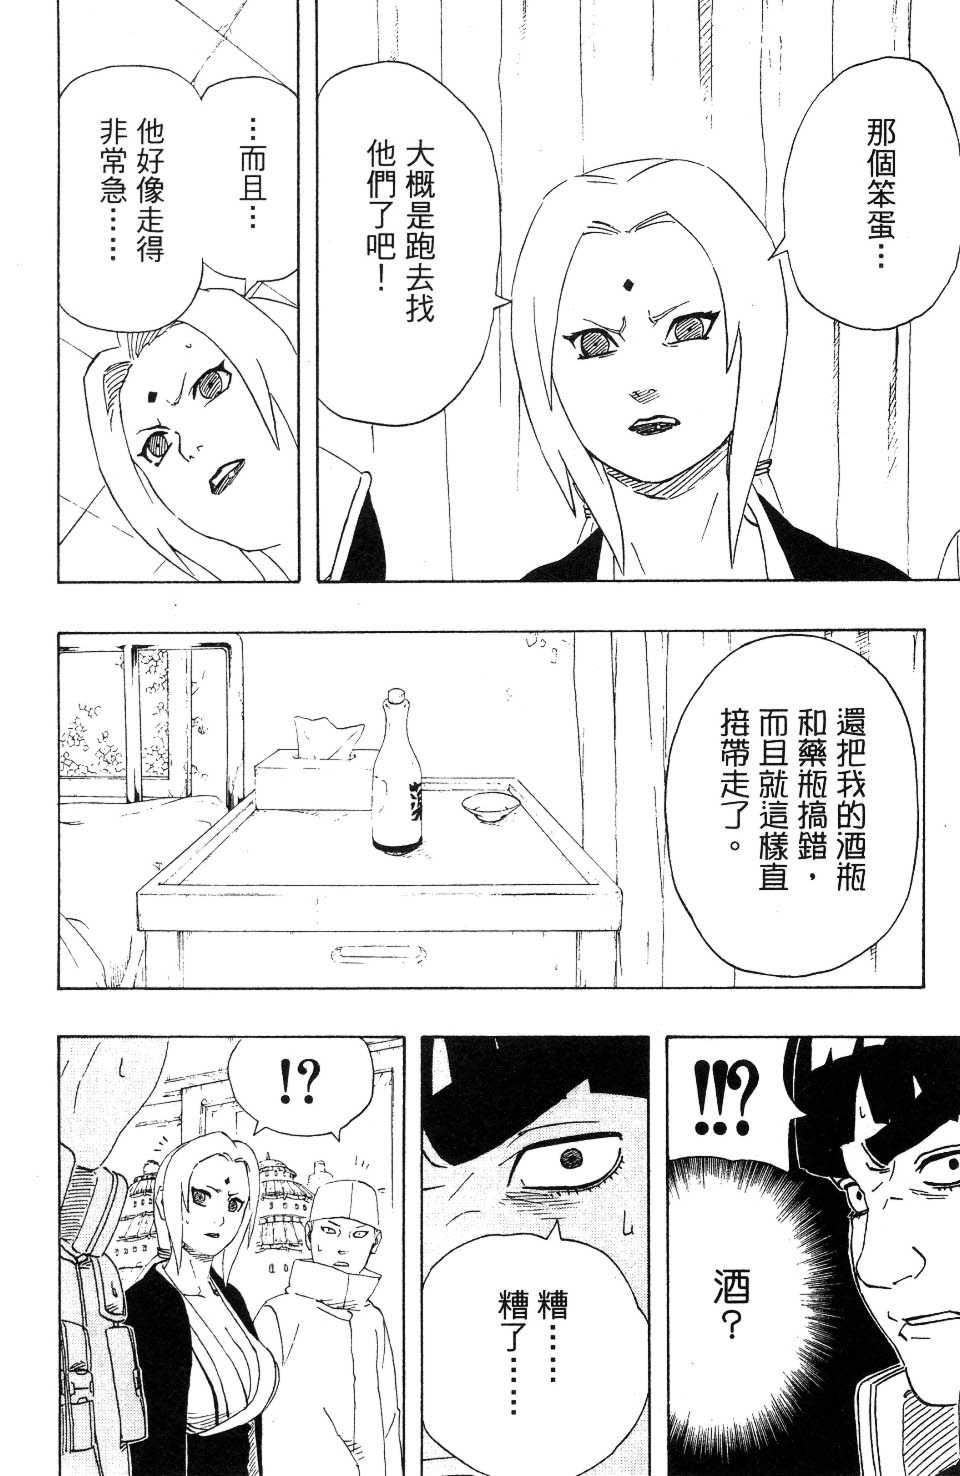 那個笨蛋…
大概是跑去找
他們了吧！
…而且…
他好像走得
非常急……
還把我的酒瓶
和藥瓶搞錯，
而且就這樣直
接帶走了。
!!?
酒？
糟……
糟了……
!?